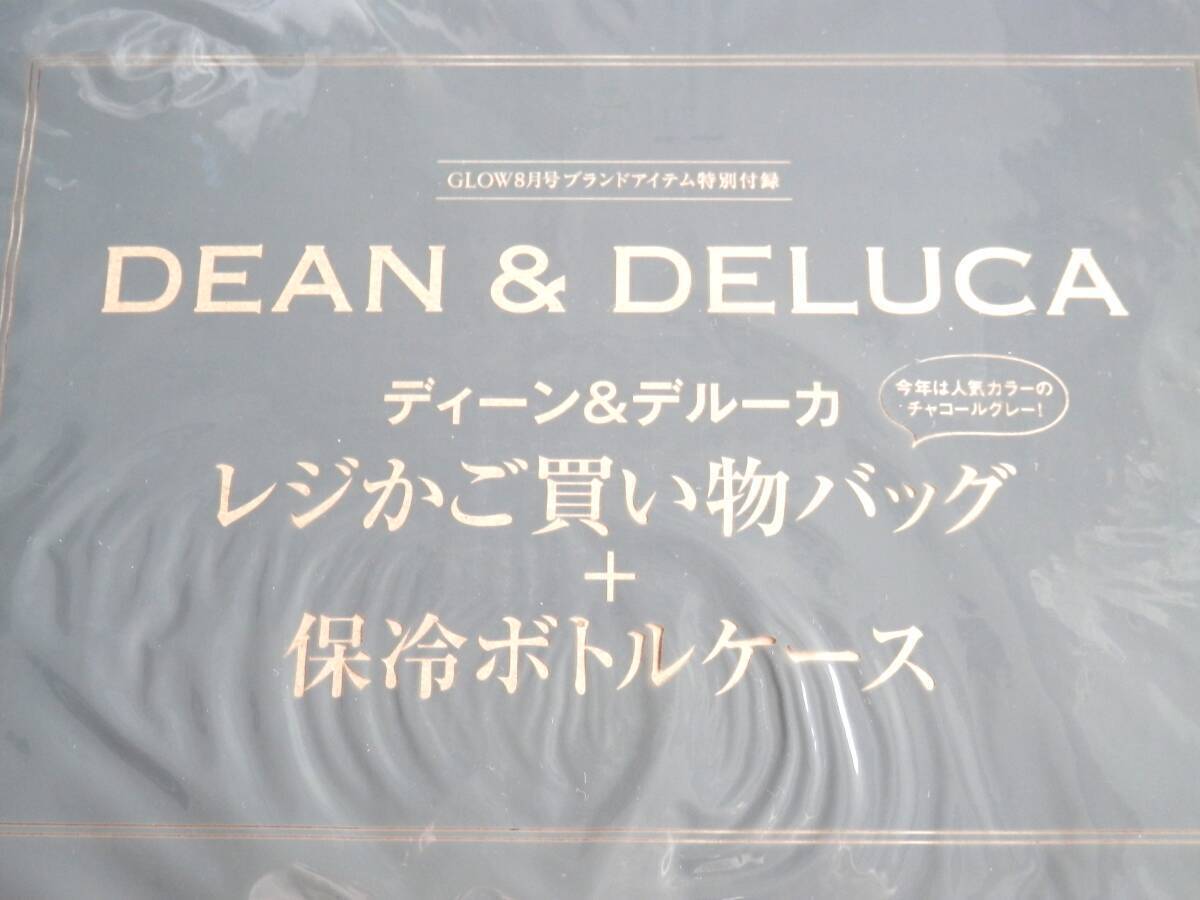 GLOW8月号ブランドアイテム特別付録
DEAN & DELUCA
ディーン&デルーカ
今年は人気カラーの
チャコールグレー!
レジかご買い物バッグ
+
保冷ボトルケース